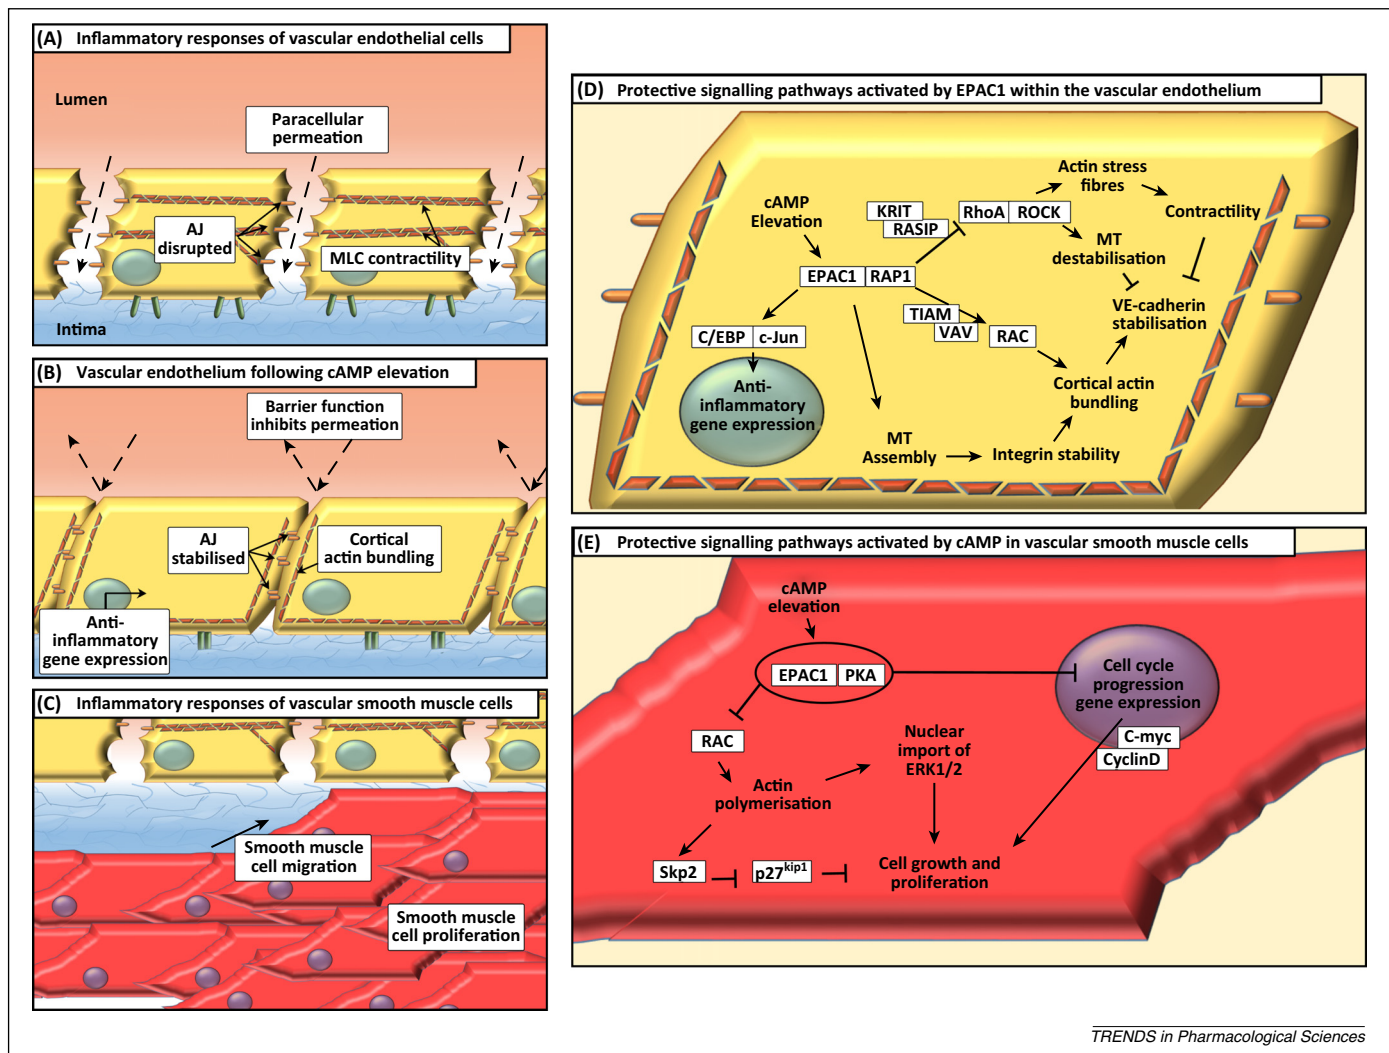 (A) Inflammatory responses of vascular endothelial cells
Lumen
Paracellular
permeation
AJ
disrupted
MLC contractility
Intima
(B) Vascular endothelium following cAMP elevation
Barrier function
inhibits permeation
AJ
stabilised
Cortical
actin bundling
Anti-
inflammatory
gene expression
(C) Inflammatory responses of vascular smooth muscle cells
Smooth muscle
cell migration
Smooth muscle
cell proliferation
(D) Protective signalling pathways activated by EPAC1 within the vascular endothelium
cAMP
Elevation
KRIT
RASIP
RhoA ROCK
Actin stress
fibres
Contractility
MT
destabilisation
EPAC1 RAP1
TIAM
VAV
RAC
VE-cadherin
stabilisation
C/EBP c-Jun
Anti-
inflammatory
gene expression
Cortical actin
bundling
MT
Assembly
Integrin stability
(E) Protective signalling pathways activated by cAMP in vascular smooth muscle cells
cAMP
elevation
EPAC1 PKA
Cell cycle
progression
gene expression
C-myc
CyclinD
RAC
Nuclear
import of
ERK1/2
Actin
polymerisation
Skp2
p27kip1
Cell growth and
proliferation
TRENDS in Pharmacological Sciences